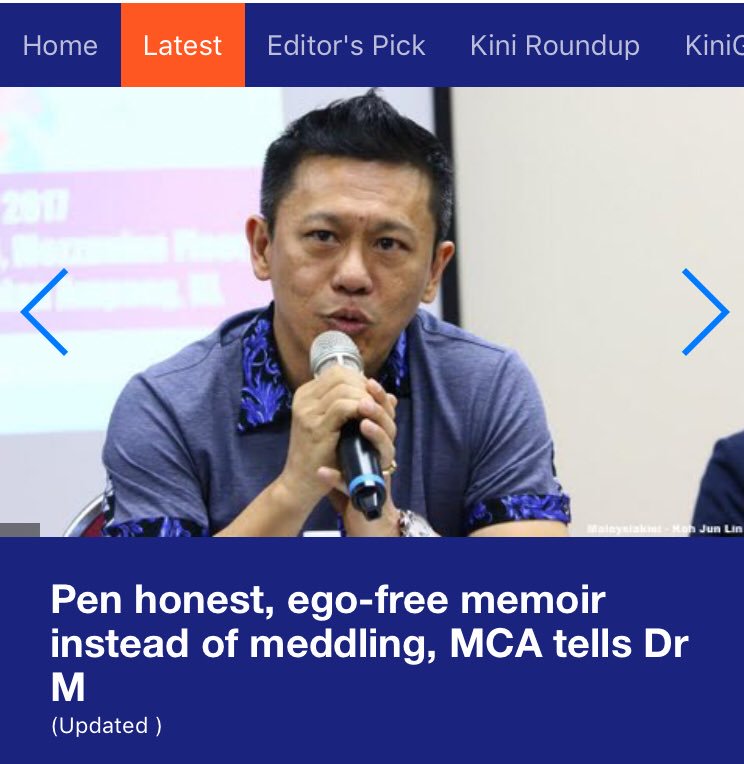 Home Latest Editor's Pick Kini Roundup KiniG
2017
Malaysiakini - Koh Jun Lin
Pen honest, ego-free memoir
instead of meddling, MCA tells Dr
M
(Updated )